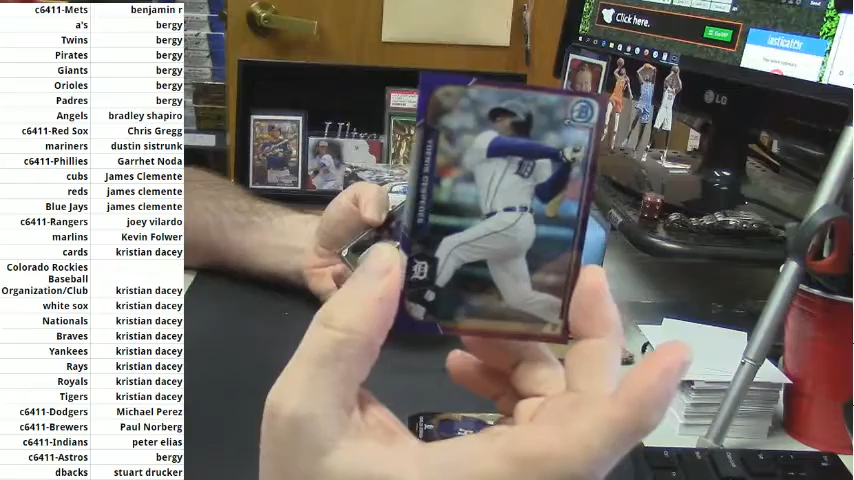 c6411-Mets benjamin r
a's bergy
Twins bergy
Pirates bergy
Giants bergy
Orioles bergy
Padres bergy
Angels bradley shapiro
c6411-Red Sox Chris Gregg
mariners dustin sistrunk
c6411-Phillies Garrhet Noda
cubs James Clemente
reds james clemente
Blue Jays james clemente
c6411-Rangers joey vilardo
marlins Kevin Folwer
cards kristian dacey
Colorado Rockies
Baseball
Organization/Club kristian dacey
white sox kristian dacey
Nationals kristian dacey
Braves kristian dacey
Yankees kristian dacey
Rays kristian dacey
Royals kristian dacey
Tigers kristian dacey
c6411-Dodgers Michael Perez
c6411-Brewers Paul Norberg
c6411-Indians peter elias
c6411-Astros bergy
dbacks stuart drucker
Click here.
insticator
LG
YOENIS CESPEDES